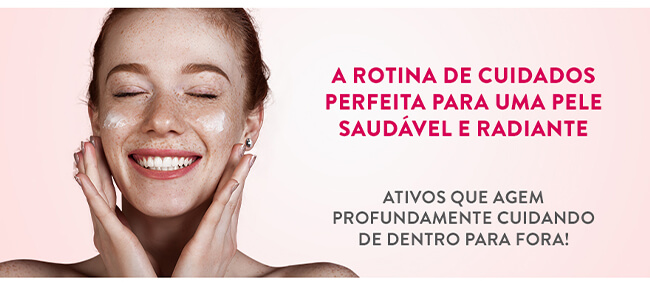 A ROTINA DE CUIDADOS
PERFEITA PARA UMA PELE
SAUDÁVEL E RADIANTE
ATIVOS QUE AGEM
PROFUNDAMENTE CUIDANDO
DE DENTRO PARA FORA!